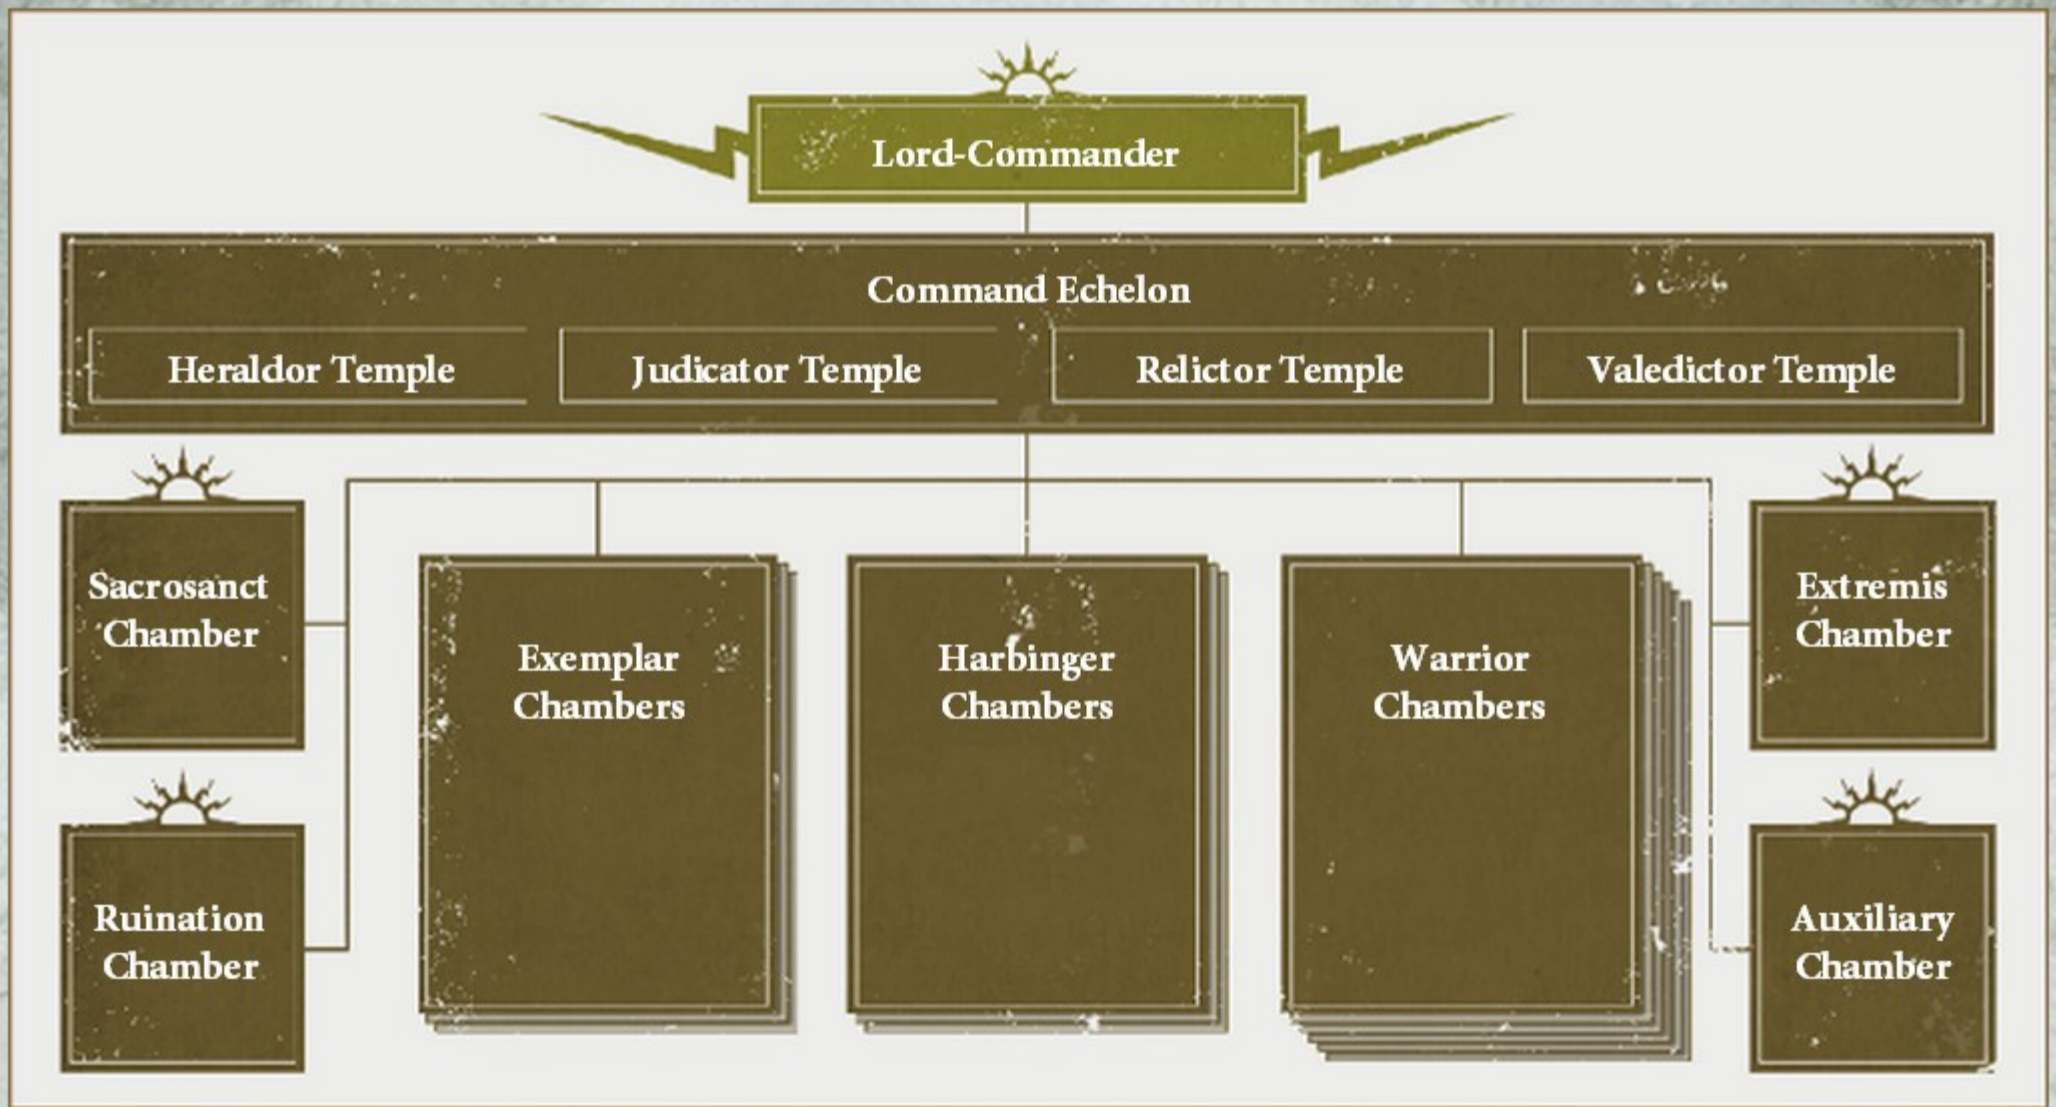 Lord-Commander
Command Echelon
Heraldor Temple
Judicator Temple
Relictor Temple
Valedictor Temple
Sacrosanct
Chamber
Exemplar
Chambers
Harbinger
Chambers
Warrior
Chambers
Extremis
Chamber
Ruination
Chamber
Auxiliary
Chamber